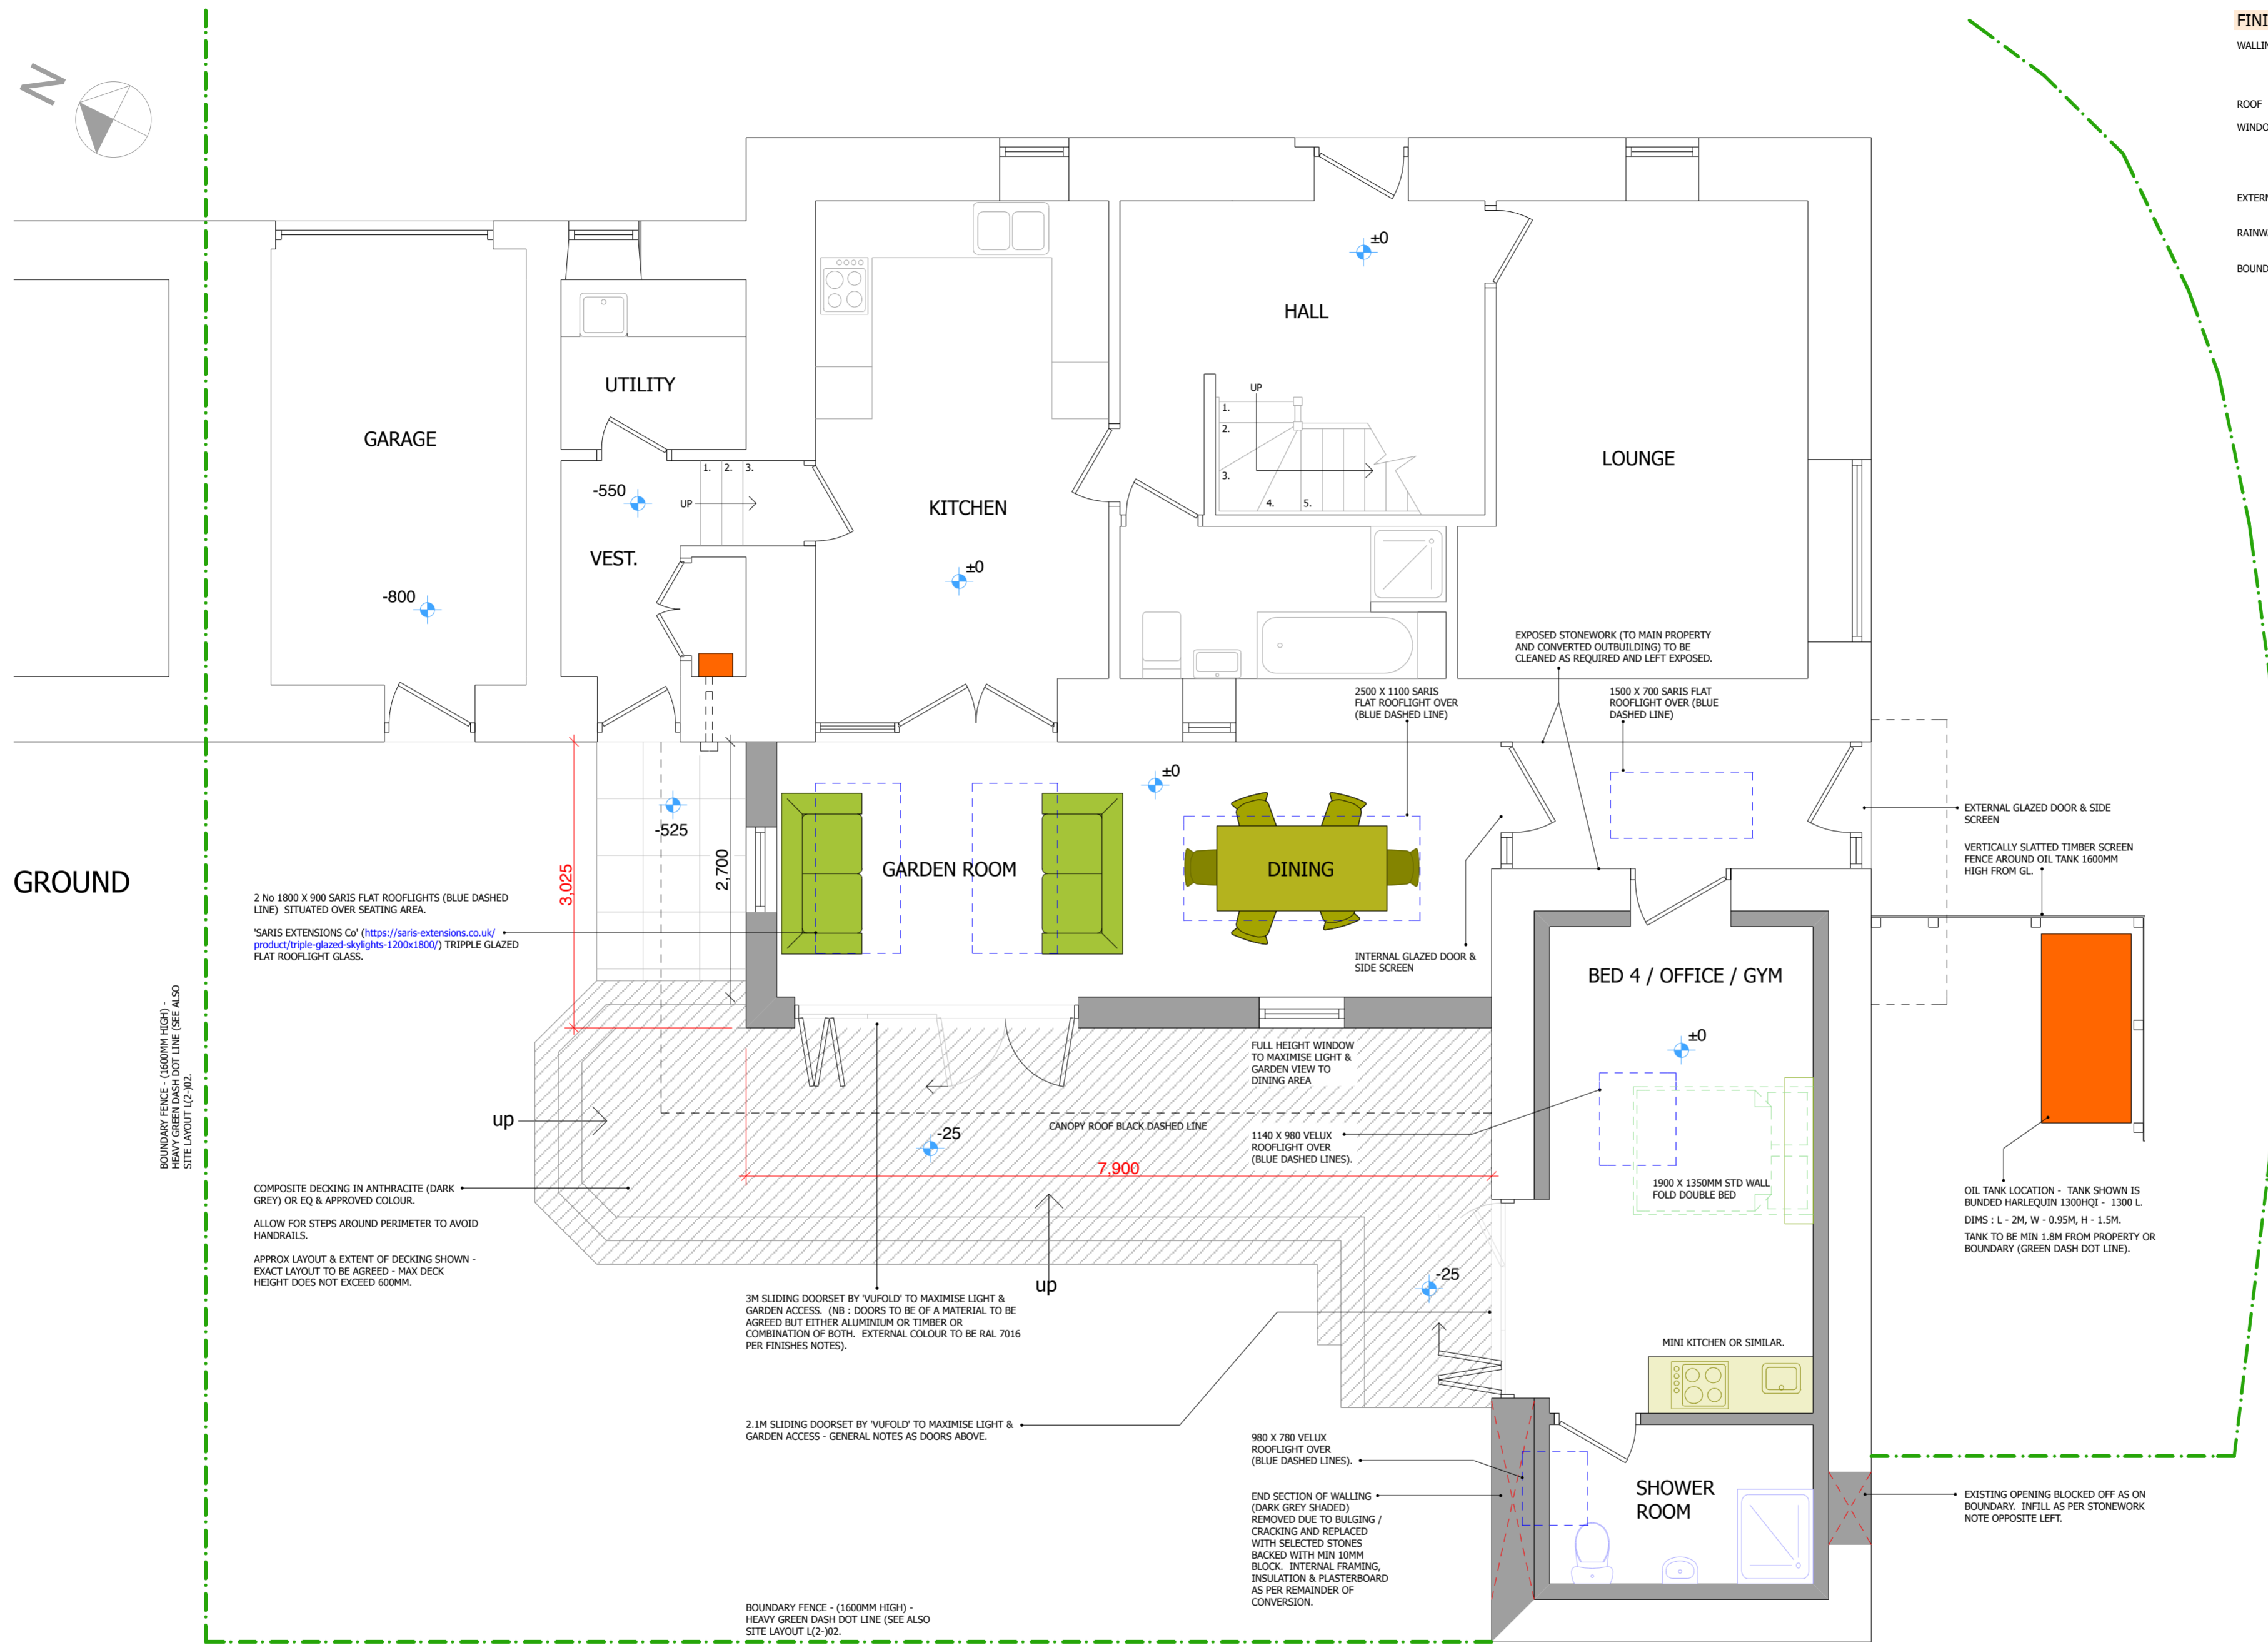 N
FINI
WALLIN
ROOF
WINDO
EXTERN
RAINW
BOUND
±0
HALL
UTILITY
GARAGE
UP
1.
2.
3.
4.
5.
LOUNGE
1. 2. 3.
-550
UP
KITCHEN
VEST.
±0
-800
EXPOSED STONEWORK (TO MAIN PROPERTY
AND CONVERTED OUTBUILDING) TO BE
CLEANED AS REQUIRED AND LEFT EXPOSED.
2500 X 1100 SARIS
FLAT ROOFLIGHT OVER
(BLUE DASHED LINE)
1500 X 700 SARIS FLAT
ROOFLIGHT OVER (BLUE
DASHED LINE)
±0
-525
3,025
2,700
GARDEN ROOM
DINING
EXTERNAL GLAZED DOOR & SIDE
SCREEN
VERTICALLY SLATTED TIMBER SCREEN
FENCE AROUND OIL TANK 1600MM
HIGH FROM GL.
GROUND
2 No 1800 X 900 SARIS FLAT ROOFLIGHTS (BLUE DASHED
LINE) SITUATED OVER SEATING AREA.
'SARIS EXTENSIONS Co' (https://saris-extensions.co.uk/
product/triple-glazed-skylights-1200x1800/) TRIPPLE GLAZED
FLAT ROOFLIGHT GLASS.
INTERNAL GLAZED DOOR &
SIDE SCREEN
BED 4 / OFFICE / GYM
±0
BOUNDARY FENCE - (1600MM HIGH) -
HEAVY GREEN DASH DOT LINE (SEE ALSO
SITE LAYOUT L(2-)02.
FULL HEIGHT WINDOW
TO MAXIMISE LIGHT &
GARDEN VIEW TO
DINING AREA
up
CANOPY ROOF BLACK DASHED LINE
-25
1140 X 980 VELUX
ROOFLIGHT OVER
(BLUE DASHED LINES).
7,900
1900 X 1350MM STD WALL
FOLD DOUBLE BED
COMPOSITE DECKING IN ANTHRACITE (DARK
GREY) OR EQ & APPROVED COLOUR.
ALLOW FOR STEPS AROUND PERIMETER TO AVOID
HANDRAILS.
APPROX LAYOUT & EXTENT OF DECKING SHOWN -
EXACT LAYOUT TO BE AGREED - MAX DECK
HEIGHT DOES NOT EXCEED 600MM.
OIL TANK LOCATION - TANK SHOWN IS
BUNDED HARLEQUIN 1300HQI - 1300 L.
DIMS : L - 2M, W - 0.95M, H - 1.5M.
TANK TO BE MIN 1.8M FROM PROPERTY OR
BOUNDARY (GREEN DASH DOT LINE).
up
-25
3M SLIDING DOORSET BY 'VUFOLD' TO MAXIMISE LIGHT &
GARDEN ACCESS. (NB : DOORS TO BE OF A MATERIAL TO BE
AGREED BUT EITHER ALUMINIUM OR TIMBER OR
COMBINATION OF BOTH. EXTERNAL COLOUR TO BE RAL 7016
PER FINISHES NOTES).
MINI KITCHEN OR SIMILAR.
2.1M SLIDING DOORSET BY 'VUFOLD' TO MAXIMISE LIGHT &
GARDEN ACCESS - GENERAL NOTES AS DOORS ABOVE.
980 X 780 VELUX
ROOFLIGHT OVER
(BLUE DASHED LINES).
SHOWER
ROOM
END SECTION OF WALLING
(DARK GREY SHADED)
REMOVED DUE TO BULGING /
CRACKING AND REPLACED
WITH SELECTED STONES
BACKED WITH MIN 10MM
BLOCK. INTERNAL FRAMING,
INSULATION & PLASTERBOARD
AS PER REMAINDER OF
CONVERSION.
EXISTING OPENING BLOCKED OFF AS ON
BOUNDARY. INFILL AS PER STONEWORK
NOTE OPPOSITE LEFT.
BOUNDARY FENCE - (1600MM HIGH) -
HEAVY GREEN DASH DOT LINE (SEE ALSO
SITE LAYOUT L(2-)02.